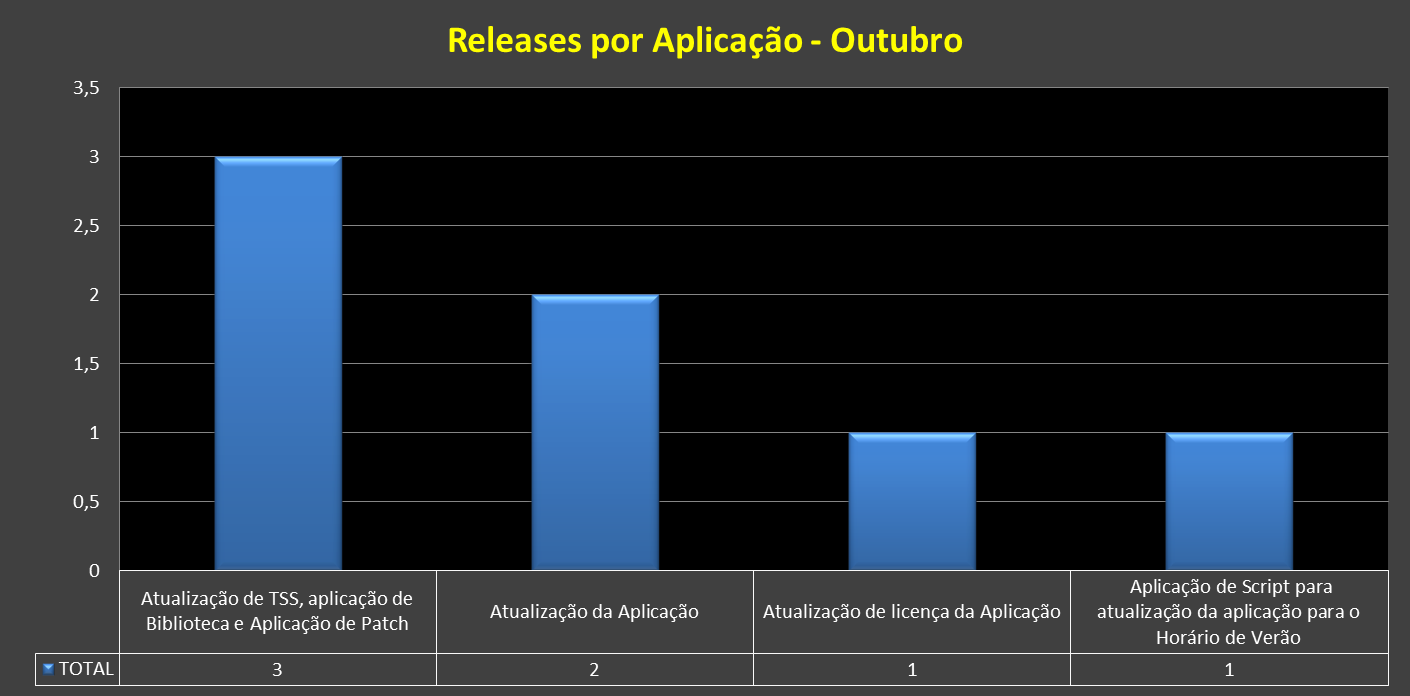 Releases por Aplicação - Outubro
3,5
3
2,5
2
1,5
1
0,5
0
Atualização de TSS, aplicação de
Biblioteca e Aplicação de Patch
Atualização da Aplicação
Atualização de licença da Aplicação
Aplicação de Script para
atualização da aplicação para o
Horário de Verão
TOTAL 3 2 1 1